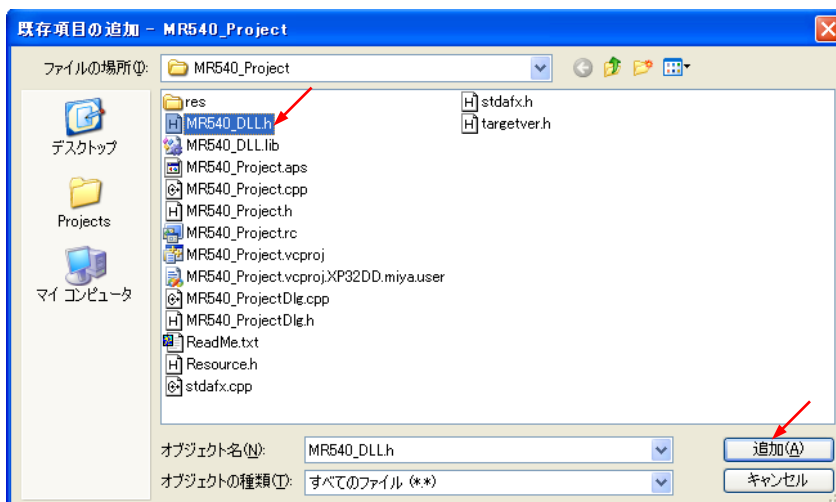 既存項目の追加 - MR540_Project
ファイルの場所(I):
MR540_Project
デスクトップ
Projects
マイ コンピュータ
res
MR540_DLL.h
MR540_DLL.lib
MR540_Project.aps
MR540_Project.cpp
MR540_Project.h
MR540_Project.rc
MR540_Project.vcproj
MR540_Project.vcproj.XP32DD.miya.user
MR540_ProjectDlg.cpp
MR540_ProjectDlg.h
ReadMe.txt
Resource.h
stdafx.cpp
stdafx.h
targetver.h
オブジェクト名(N):
MR540_DLL.h
追加(A)
オブジェクトの種類(T):
すべてのファイル (*.*)
キャンセル